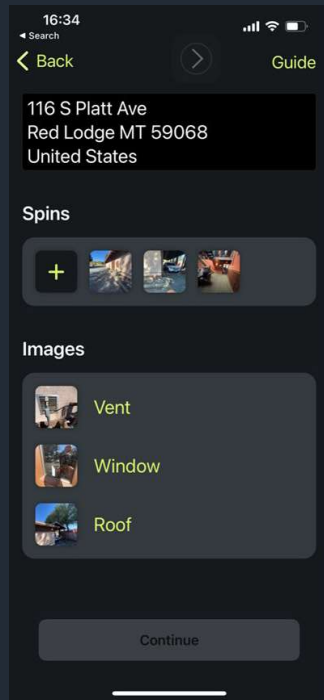 16:34
Search
Back
Guide
116 S Platt Ave
Red Lodge MT 59068
United States
Spins
Images
Vent
Window
Roof
Continue